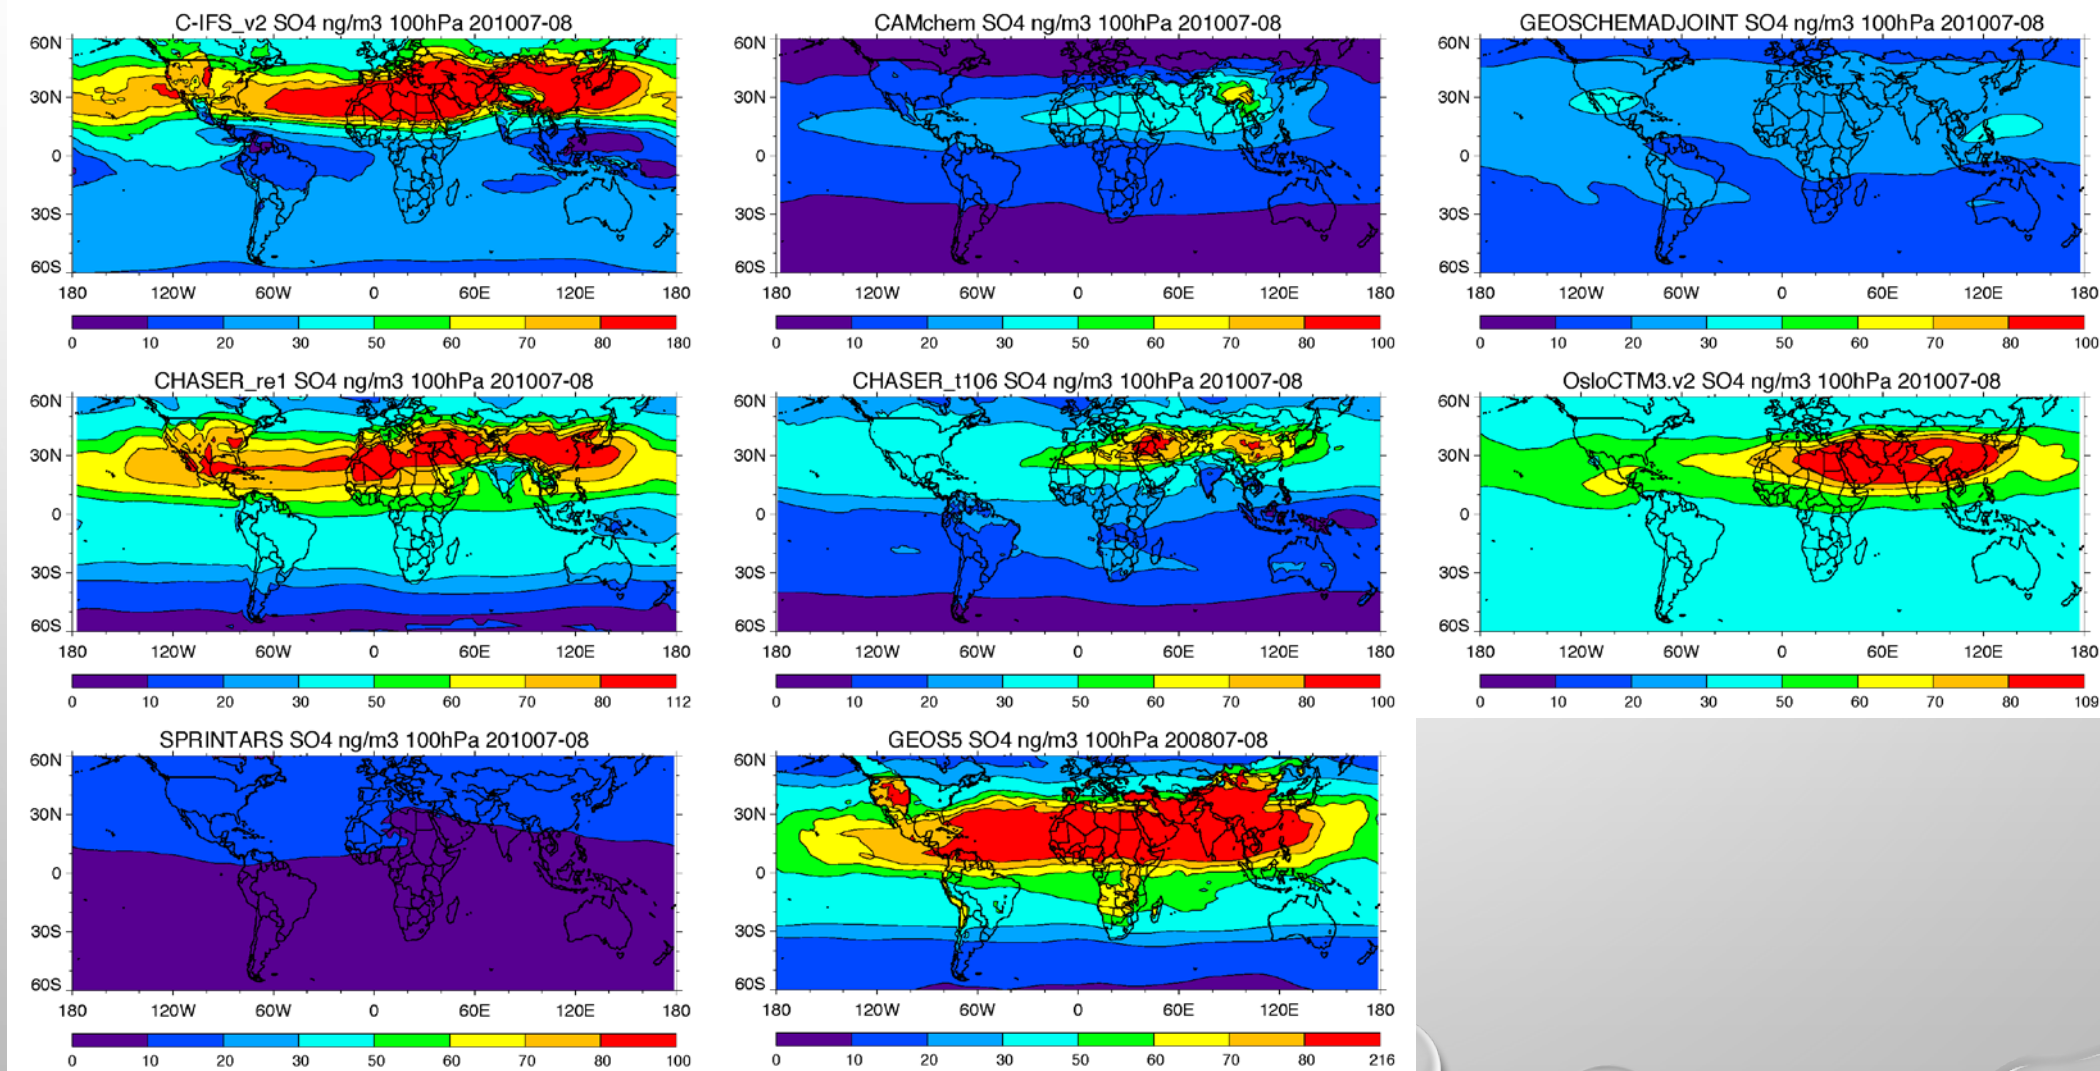 C-IFS_v2 SO4 ng/m3 100hPa 201007-08
60N
30N
0
30S
60S
180 120W 60W 0 60E 120E 180
0 10 20 30 50 60 70 80 180
CAMchem SO4 ng/m3 100hPa 201007-08
60N
30N
0
30S
60S
180 120W 60W 0 60E 120E 180
0 10 20 30 50 60 70 80 100
GEOSCHEMADJOINT SO4 ng/m3 100hPa 201007-08
60N
30N
0
30S
60S
180 120W 60W 0 60E 120E 180
0 10 20 30 50 60 70 80 100
CHASER_re1 SO4 ng/m3 100hPa 201007-08
60N
30N
0
30S
60S
180 120W 60W 0 60E 120E 180
0 10 20 30 50 60 70 80 112
CHASER_t106 SO4 ng/m3 100hPa 201007-08
60N
30N
0
30S
60S
180 120W 60W 0 60E 120E 180
0 10 20 30 50 60 70 80 100
OsloCTM3.v2 SO4 ng/m3 100hPa 201007-08
60N
30N
0
30S
60S
180 120W 60W 0 60E 120E 180
0 10 20 30 50 60 70 80 109
SPRINTARS SO4 ng/m3 100hPa 201007-08
60N
30N
0
30S
60S
180 120W 60W 0 60E 120E 180
0 10 20 30 50 60 70 80 100
GEOS5 SO4 ng/m3 100hPa 200807-08
60N
30N
0
30S
60S
180 120W 60W 0 60E 120E 180
0 10 20 30 50 60 70 80 216